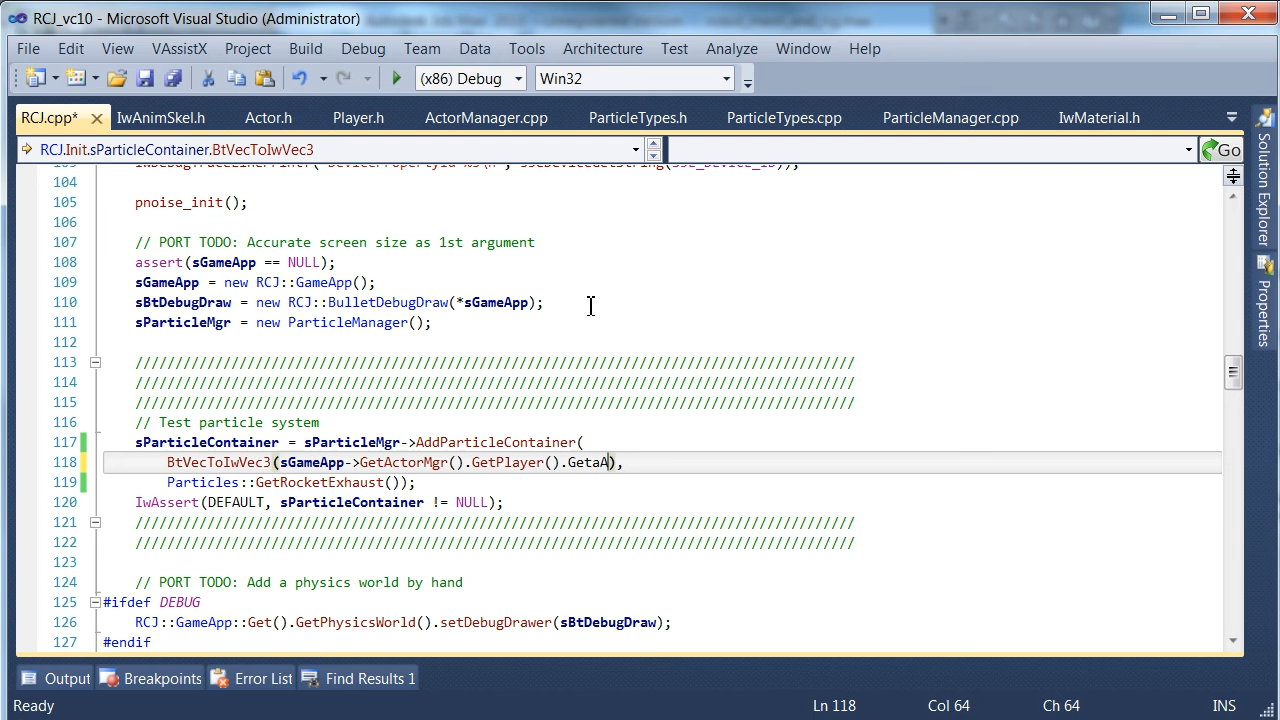 RCJ_vc10 - Microsoft Visual Studio (Administrator)
File Edit View VAssistX Project Build Debug Team Data Tools Architecture Test Analyze Window Help
(x86) Debug Win32
RCJ.cpp* IwAnimSkel.h Actor.h Player.h ActorManager.cpp ParticleTypes.h ParticleTypes.cpp ParticleManager.cpp IwMaterial.h
RCJ.Init.sParticleContainer.BtVecToIwVec3 Go
104
105 pnoise_init();
106
107 // PORT TODO: Accurate screen size as 1st argument
108 assert(sGameApp == NULL);
109 sGameApp = new RCJ::GameApp();
110 sBtDebugDraw = new RCJ::BulletDebugDraw(*sGameApp);
111 sParticleMgr = new ParticleManager();
112
113 //////////////////////////////////////////////////////////////////////////////////////////
114 //////////////////////////////////////////////////////////////////////////////////////////
115 //////////////////////////////////////////////////////////////////////////////////////////
116 // Test particle system
117 sParticleContainer = sParticleMgr->AddParticleContainer(
118 BtVecToIwVec3(sGameApp->GetActorMgr().GetPlayer().GetaA),
119 Particles::GetRocketExhaust());
120 IwAssert(DEFAULT, sParticleContainer != NULL);
121 //////////////////////////////////////////////////////////////////////////////////////////
122 //////////////////////////////////////////////////////////////////////////////////////////
123
124 // PORT TODO: Add a physics world by hand
125 #ifdef DEBUG
126 RCJ::GameApp::Get().GetPhysicsWorld().setDebugDrawer(sBtDebugDraw);
127 #endif
Solution Explorer
Properties
Output Breakpoints Error List Find Results 1
Ready Ln 118 Col 64 Ch 64 INS